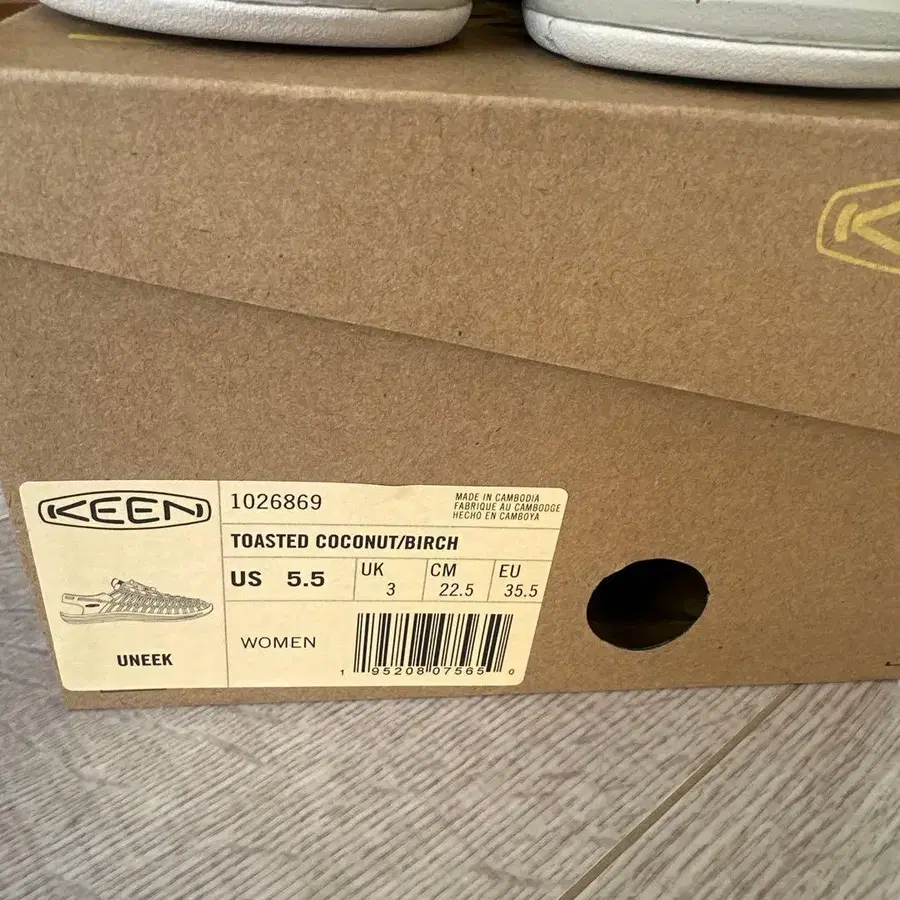 KEEN
1026869
MADE IN CAMBODIA
FABRIQUE AU CAMBODGE
HECHO EN CAMBOYA
TOASTED COCONUT/BIRCH
US 5.5
UK
3
CM
22.5
EU
35.5
UNEEK
WOMEN
1 95208 07565 0